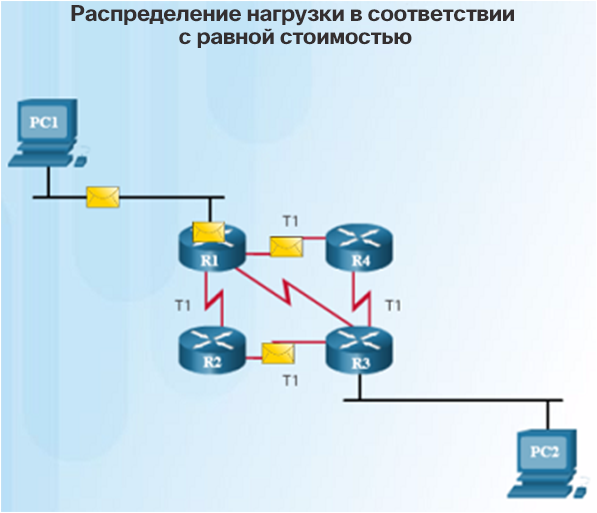 Распределение нагрузки в соответствии
с равной стоимостью
PC1
T1
R1
R4
T1
T1
R2
R3
T1
PC2